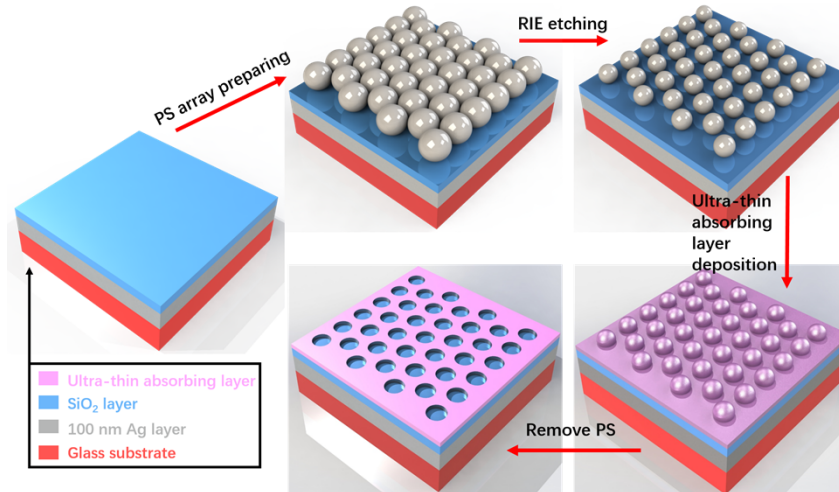 PS array preparing
RIE etching
Ultra-thin
absorbing
layer
deposition
Remove PS
Ultra-thin absorbing layer
SiO₂ layer
100 nm Ag layer
Glass substrate